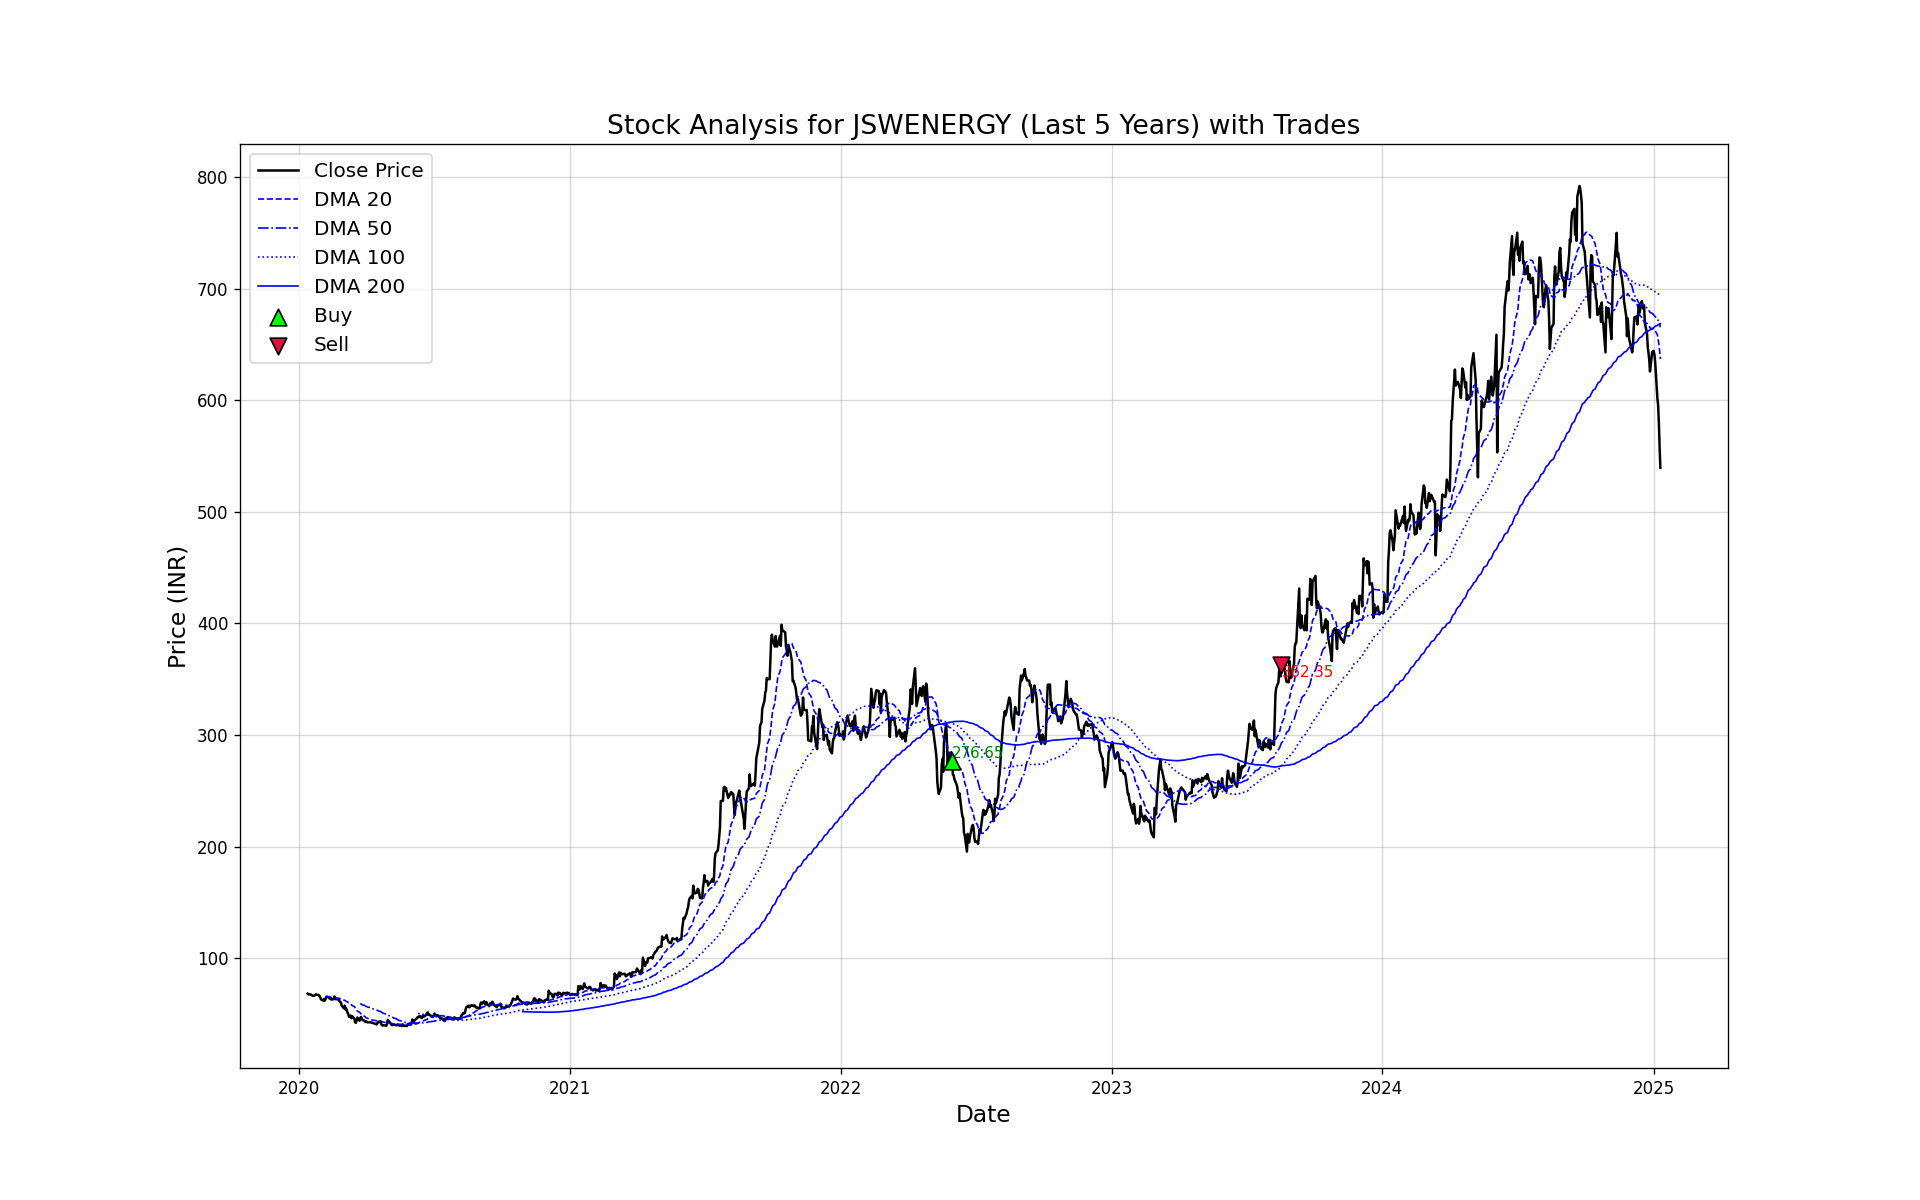 Stock Analysis for JSWENERGY (Last 5 Years) with Trades
Close Price
DMA 20
DMA 50
DMA 100
DMA 200
Buy
Sell
Price (INR)
800
700
600
500
400
300
200
100
276.65
362.35
2020
2021
2022
2023
2024
2025
Date